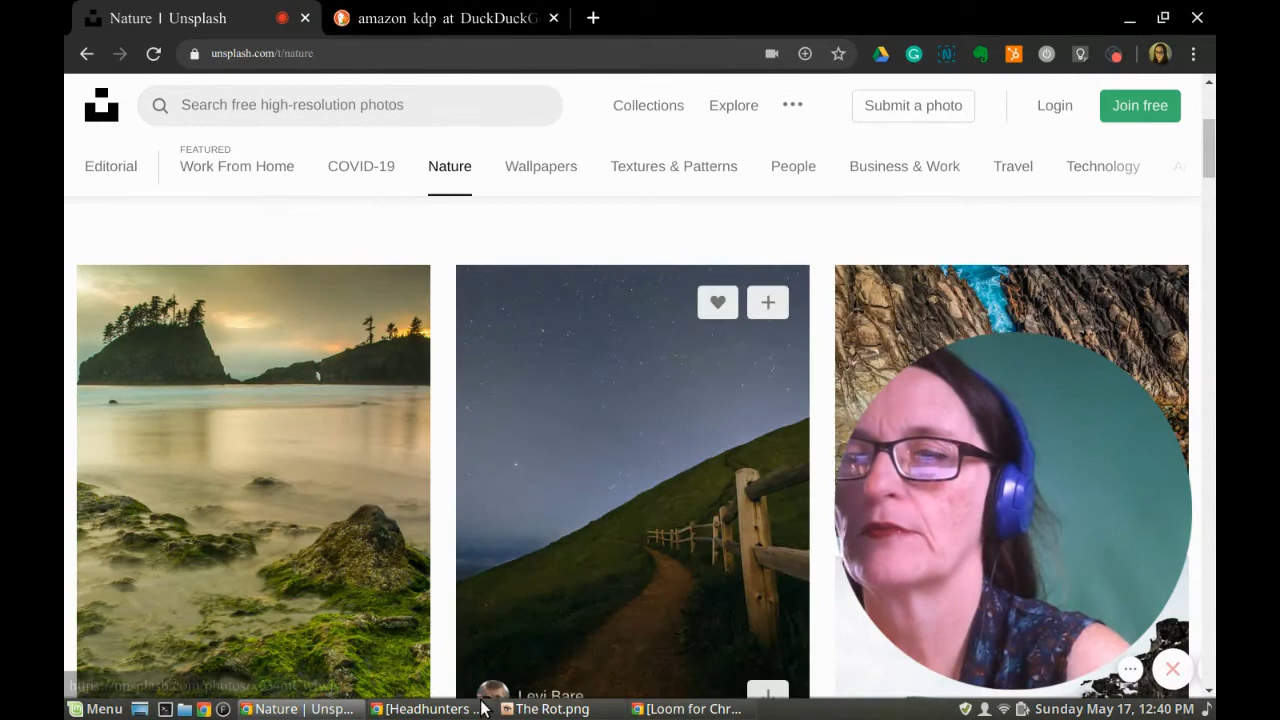 Nature | Unsplash
amazon kdp at DuckDuckG
unsplash.com/t/nature
Search free high-resolution photos
Collections
Explore
Submit a photo
Login
Join free
Editorial
FEATURED
Work From Home
COVID-19
Nature
Wallpapers
Textures & Patterns
People
Business & Work
Travel
Technology
Levi Bare
Menu
Nature | Unsp...
[Headhunters ...
The Rot.png
[Loom for Chr...
Sunday May 17, 12:40 PM